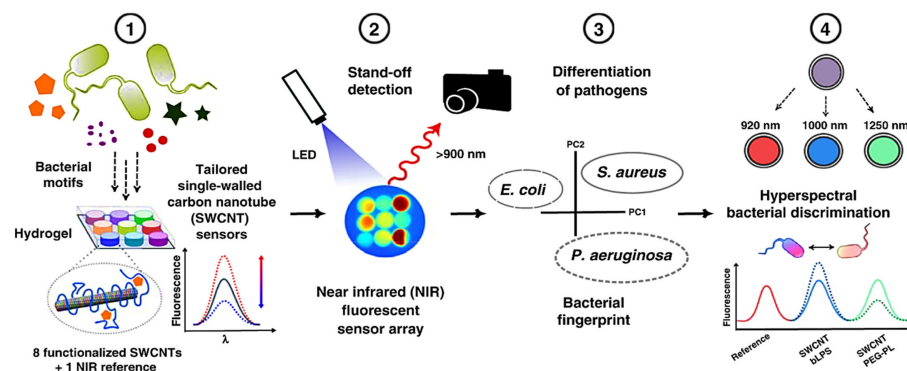 1
Bacterial
motifs
Hydrogel
Tailored
single-walled
carbon nanotube
(SWCNT)
sensors
Fluorescence
λ
8 functionalized SWCNTs
+ 1 NIR reference
2
Stand-off
detection
LED
>900 nm
Near infrared (NIR)
fluorescent
sensor array
3
Differentiation
of pathogens
PC2
E. coli
S. aureus
PC1
P. aeruginosa
Bacterial
fingerprint
4
920 nm
1000 nm
1250 nm
Hyperspectral
bacterial discrimination
Fluorescence
Reference
SWCNT
bLPS
SWCNT
PEG-PL